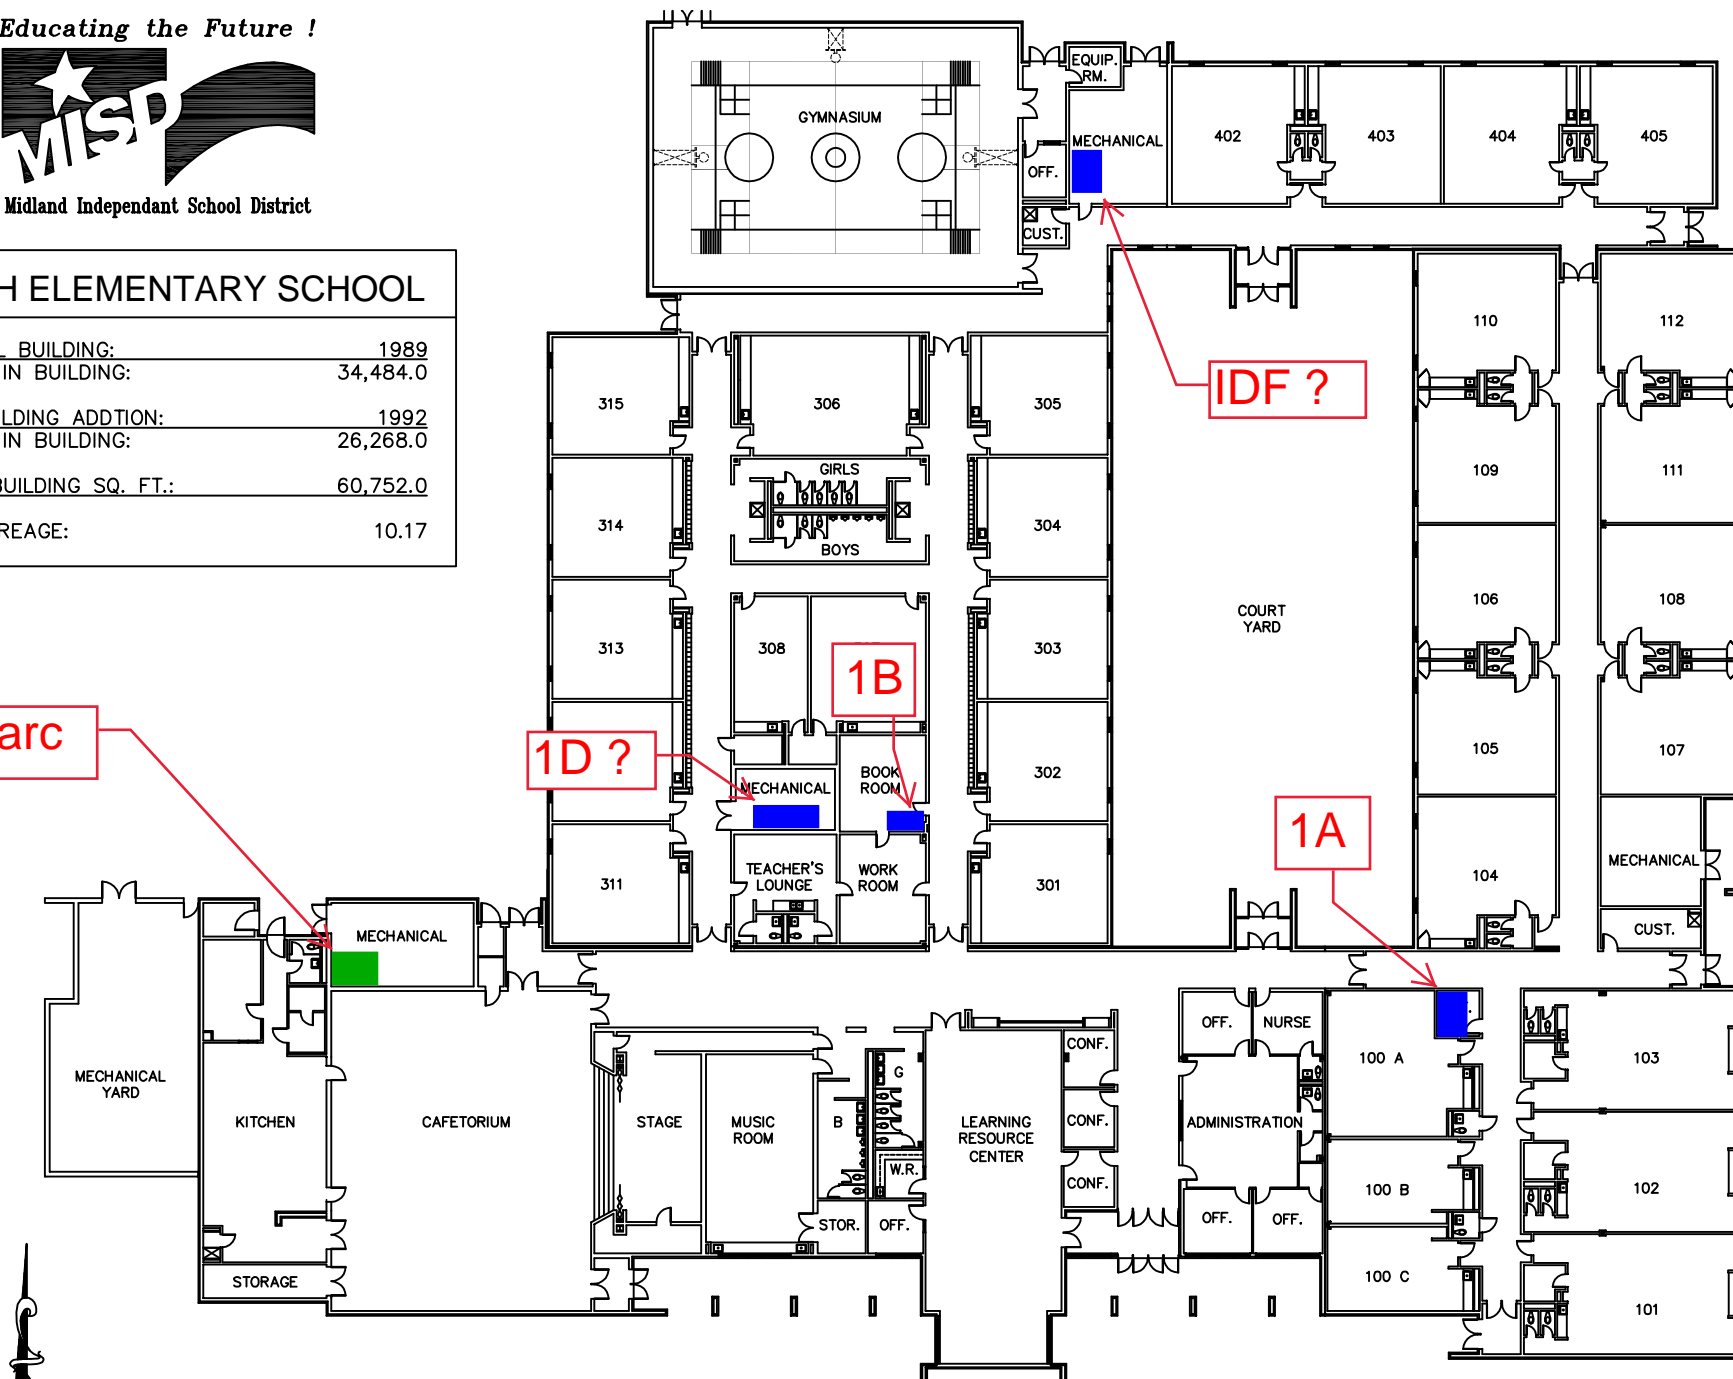 Educating the Future !
MISD
Midland Independant School District
H ELEMENTARY SCHOOL
BUILDING: 1989
IN BUILDING: 34,484.0
LDING ADDTION: 1992
IN BUILDING: 26,268.0
BUILDING SQ. FT.: 60,752.0
REAGE: 10.17
GYMNASIUM
EQUIP.
RM.
MECHANICAL
OFF.
CUST.
402
403
404
405
IDF ?
110
112
109
111
106
108
105
107
104
MECHANICAL
CUST.
COURT
YARD
315
306
305
GIRLS
BOYS
314
304
313
308
303
1B
1D ?
302
MECHANICAL
BOOK
ROOM
TEACHER'S
LOUNGE
WORK
ROOM
311
301
1A
arc
MECHANICAL
MECHANICAL
YARD
KITCHEN
CAFETORIUM
STORAGE
STAGE
MUSIC
ROOM
B
G
W.R.
STOR.
OFF.
LEARNING
RESOURCE
CENTER
CONF.
CONF.
CONF.
OFF.
NURSE
ADMINISTRATION
OFF.
OFF.
100 A
100 B
100 C
103
102
101